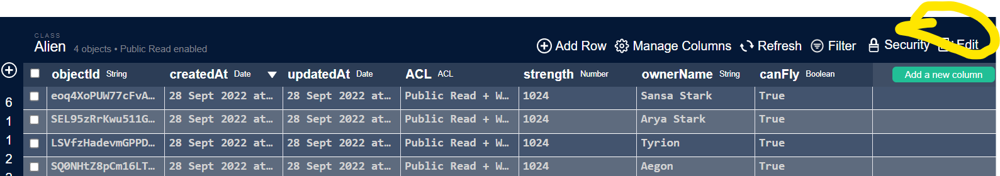 CLASS
Alien 4 objects • Public Read enabled
Add Row Manage Columns Refresh Filter Security Edit
objectId String createdAt Date updatedAt Date ACL ACL strength Number ownerName String canFly Boolean Add a new column
6 eoq4XoPUW77cFvA… 28 Sept 2022 at… 28 Sept 2022 at… Public Read + W… 1024 Sansa Stark True
1 SEL95zRrKwu511G… 28 Sept 2022 at… 28 Sept 2022 at… Public Read + W… 1024 Arya Stark True
1 LSVfzHadevmGPPD… 28 Sept 2022 at… 28 Sept 2022 at… Public Read + W… 1024 Tyrion True
2 SQ0NHtZ8pCm16LT… 28 Sept 2022 at… 28 Sept 2022 at… Public Read + W… 1024 Aegon True